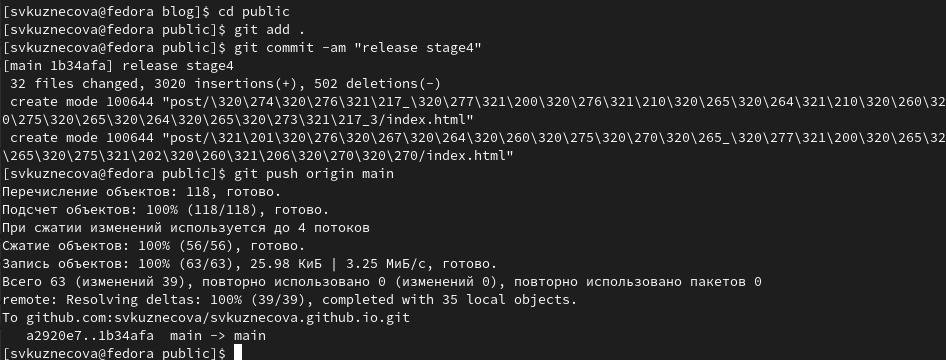 [svkuznecova@fedora blog]$ cd public
[svkuznecova@fedora public]$ git add .
[svkuznecova@fedora public]$ git commit -am "release stage4"
[main 1b34afa] release stage4
 32 files changed, 3020 insertions(+), 502 deletions(-)
 create mode 100644 "post/\320\274\320\276\321\217_\320\277\321\200\320\276\321\210\320\265\320\264\321\210\320\260\32
0\275\320\265\320\264\320\265\320\273\321\217_3/index.html"
 create mode 100644 "post/\321\201\320\276\320\267\320\264\320\260\320\275\320\270\320\265_\320\277\321\200\320\265\32
\265\320\275\321\202\320\260\321\206\320\270\320\270/index.html"
[svkuznecova@fedora public]$ git push origin main
Перечисление объектов: 118, готово.
Подсчет объектов: 100% (118/118), готово.
При сжатии изменений используется до 4 потоков
Сжатие объектов: 100% (56/56), готово.
Запись объектов: 100% (63/63), 25.98 КиБ | 3.25 МиБ/с, готово.
Всего 63 (изменений 39), повторно использовано 0 (изменений 0), повторно использовано пакетов 0
remote: Resolving deltas: 100% (39/39), completed with 35 local objects.
To github.com:svkuznecova/svkuznecova.github.io.git
   a2920e7..1b34afa  main -> main
[svkuznecova@fedora public]$